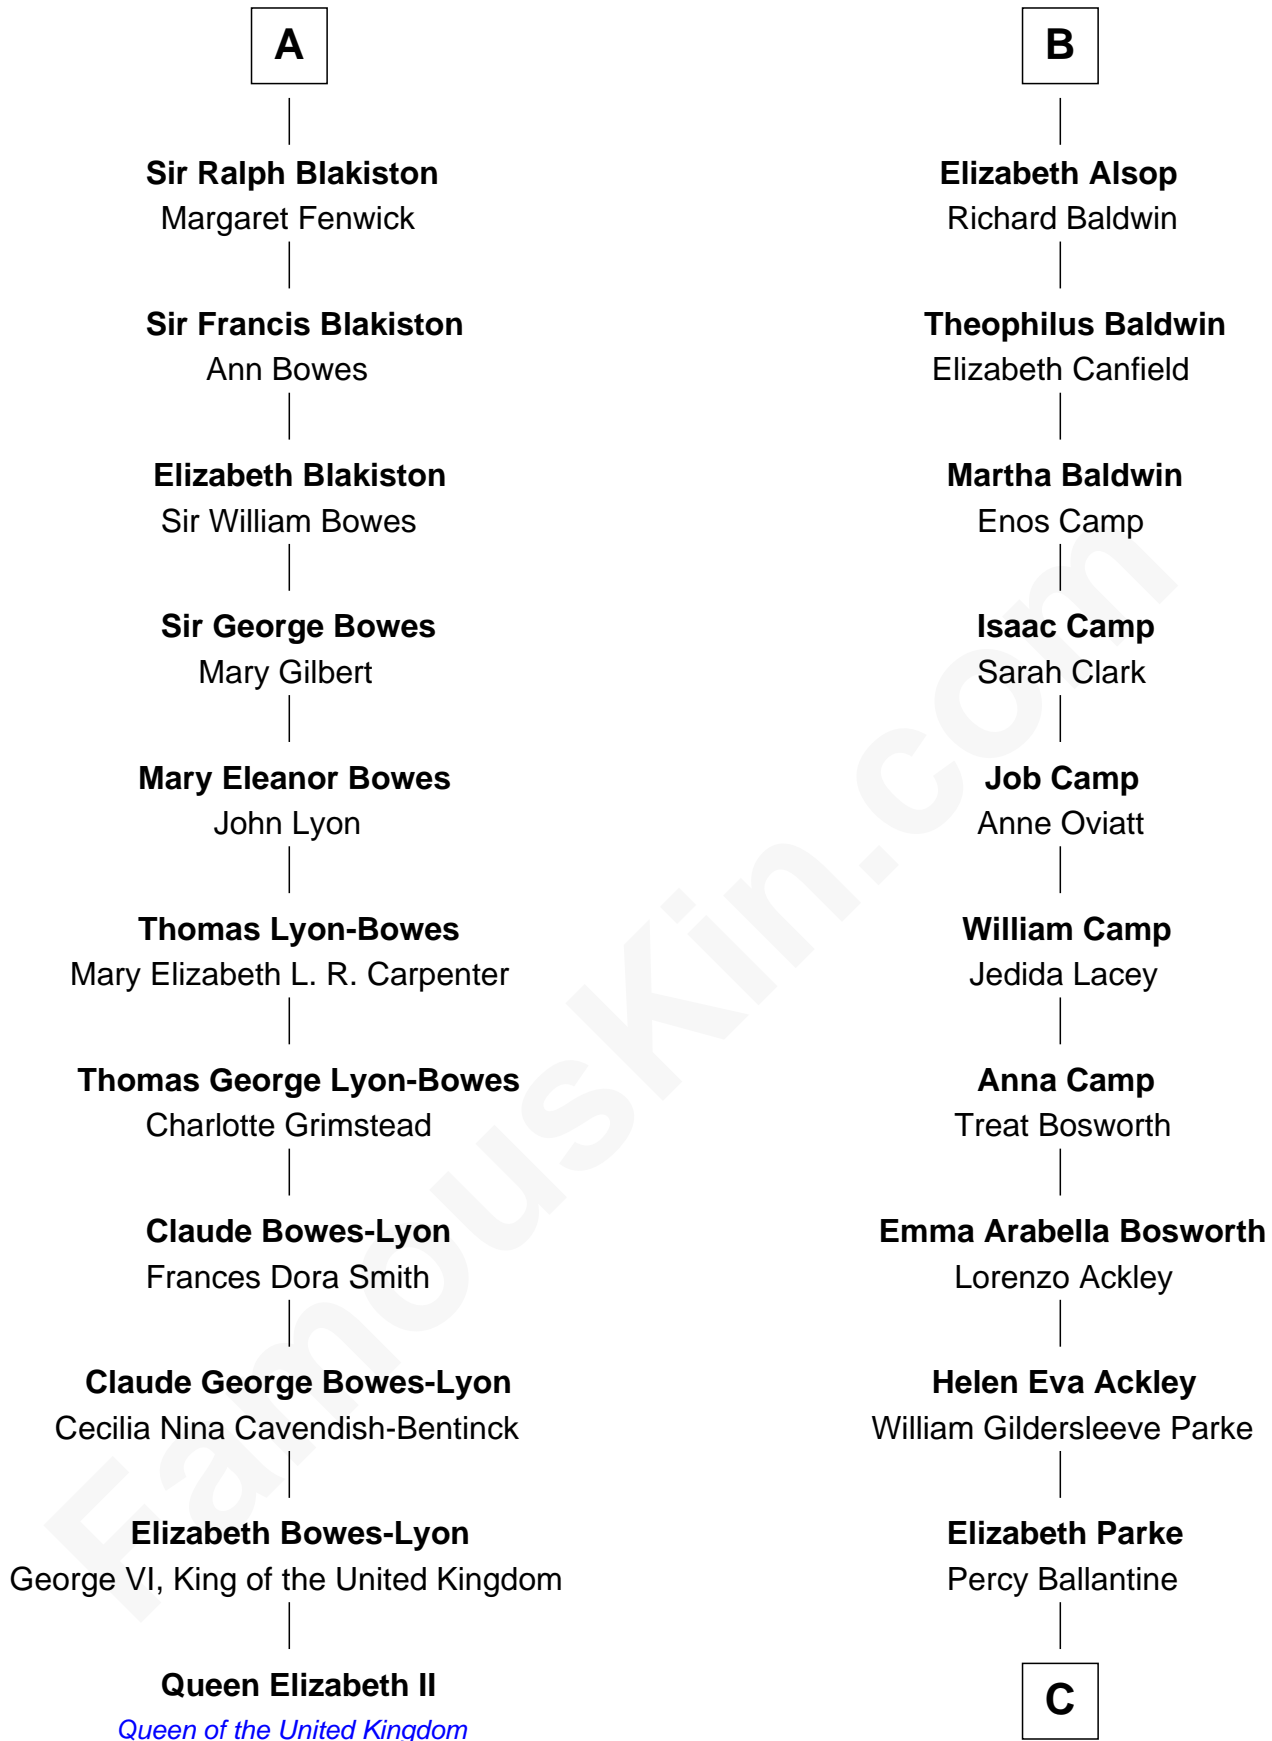 A
Sir Ralph Blakiston
Margaret Fenwick
Sir Francis Blakiston
Ann Bowes
Elizabeth Blakiston
Sir William Bowes
Sir George Bowes
Mary Gilbert
Mary Eleanor Bowes
John Lyon
Thomas Lyon-Bowes
Mary Elizabeth L. R. Carpenter
Thomas George Lyon-Bowes
Charlotte Grimstead
Claude Bowes-Lyon
Frances Dora Smith
Claude George Bowes-Lyon
Cecilia Nina Cavendish-Bentinck
Elizabeth Bowes-Lyon
George VI, King of the United Kingdom
Queen Elizabeth II
Queen of the United Kingdom
B
Elizabeth Alsop
Richard Baldwin
Theophilus Baldwin
Elizabeth Canfield
Martha Baldwin
Enos Camp
Isaac Camp
Sarah Clark
Job Camp
Anne Oviatt
William Camp
Jedida Lacey
Anna Camp
Treat Bosworth
Emma Arabella Bosworth
Lorenzo Ackley
Helen Eva Ackley
William Gildersleeve Parke
Elizabeth Parke
Percy Ballantine
C
FamousKin.com